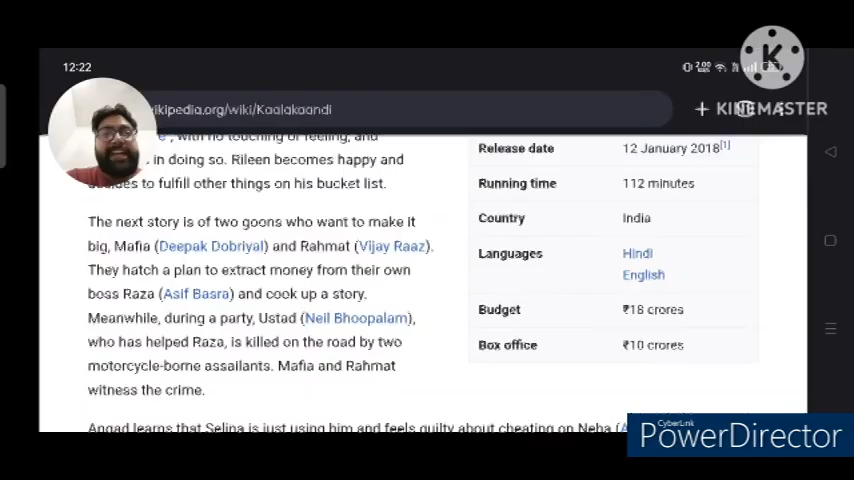 12:22
2.00
K
KINEMASTER
kipedia.org/wiki/Kaalakaandi
with no touching or feeling, and
in doing so. Rileen becomes happy and
to fulfill other things on his bucket list.
The next story is of two goons who want to make it
big, Mafia (Deepak Dobriyal) and Rahmat (Vijay Raaz).
They hatch a plan to extract money from their own
boss Raza (Asif Basra) and cook up a story.
Meanwhile, during a party, Ustad (Neil Bhoopalam),
who has helped Raza, is killed on the road by two
motorcycle-borne assailants. Mafia and Rahmat
witness the crime.
Angad learns that Selina is just using him and feels guilty about cheating on Neha (A
Release date 12 January 2018[1]
Running time 112 minutes
Country India
Languages Hindi
English
Budget ₹18 crores
Box office ₹10 crores
CyberLink
PowerDirector